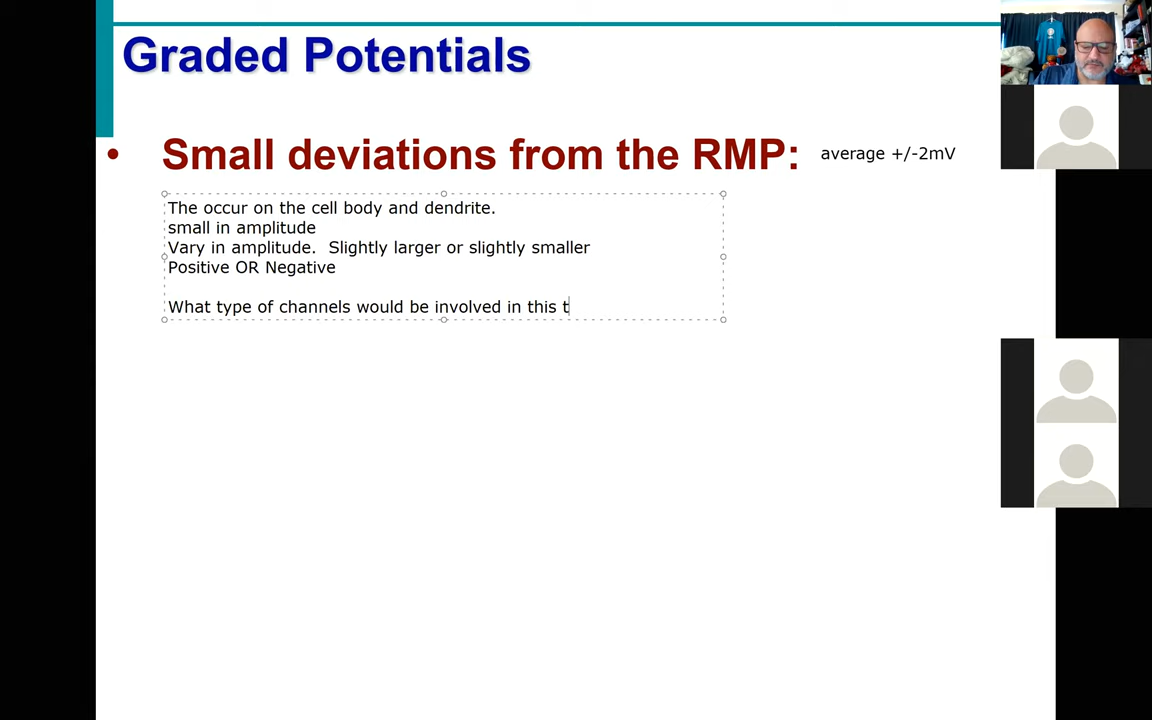 Graded Potentials
• Small deviations from the RMP: average +/-2mV
The occur on the cell body and dendrite.
small in amplitude
Vary in amplitude.  Slightly larger or slightly smaller
Positive OR Negative
What type of channels would be involved in this t